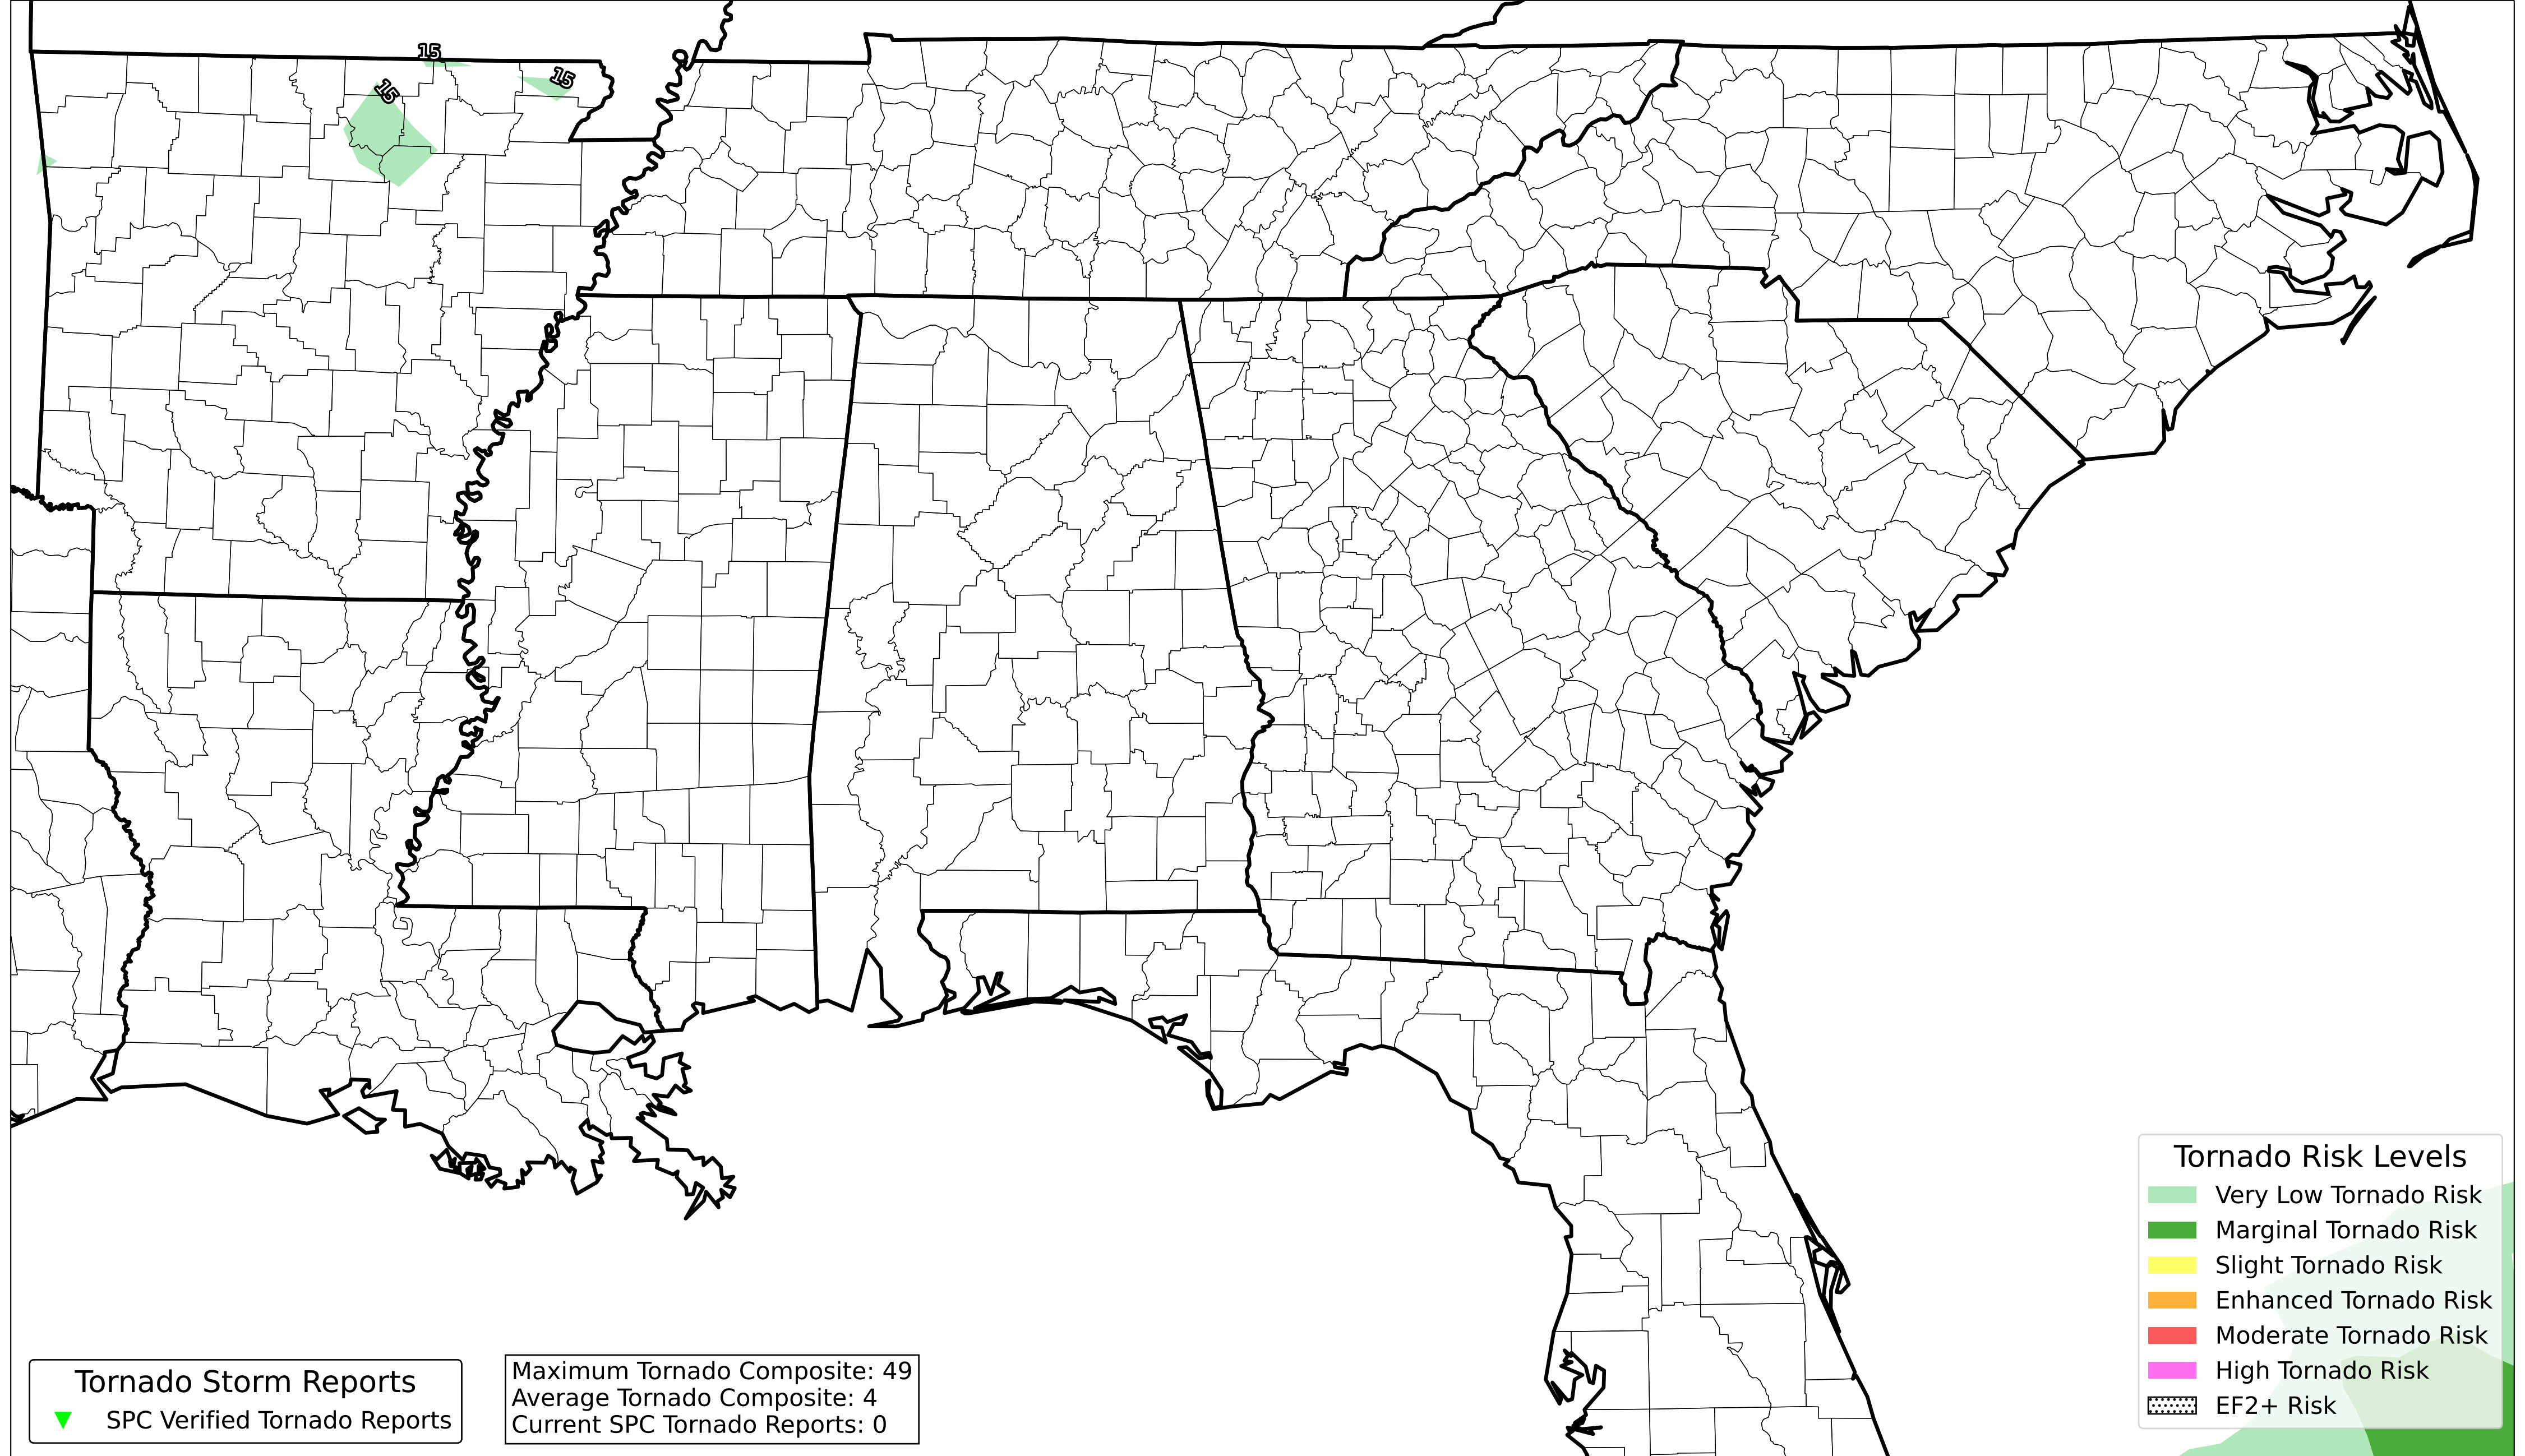 15
15
15
Tornado Risk Levels
Very Low Tornado Risk
Marginal Tornado Risk
Slight Tornado Risk
Enhanced Tornado Risk
Moderate Tornado Risk
High Tornado Risk
EF2+ Risk
Tornado Storm Reports
SPC Verified Tornado Reports
Maximum Tornado Composite: 49
Average Tornado Composite: 4
Current SPC Tornado Reports: 0